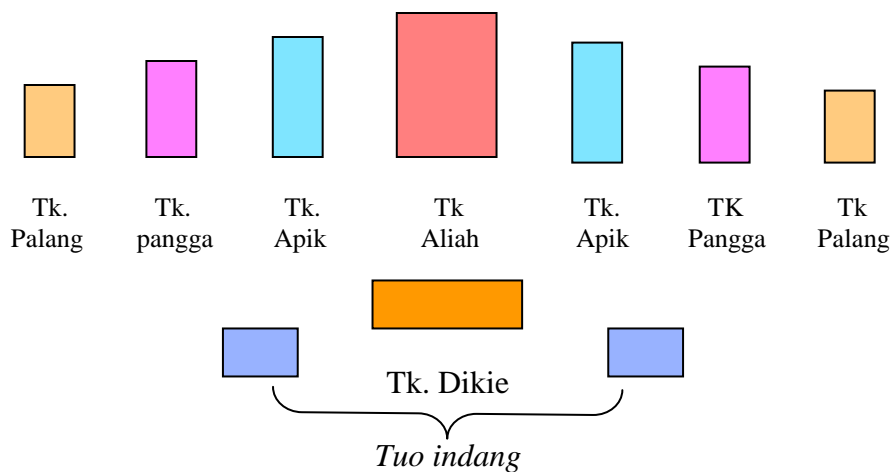 Tk. Tk. Tk. Tk Tk. TK Tk
Palang pangga Apik Aliah Apik Pangga Palang
Tk. Dikie
Tuo indang